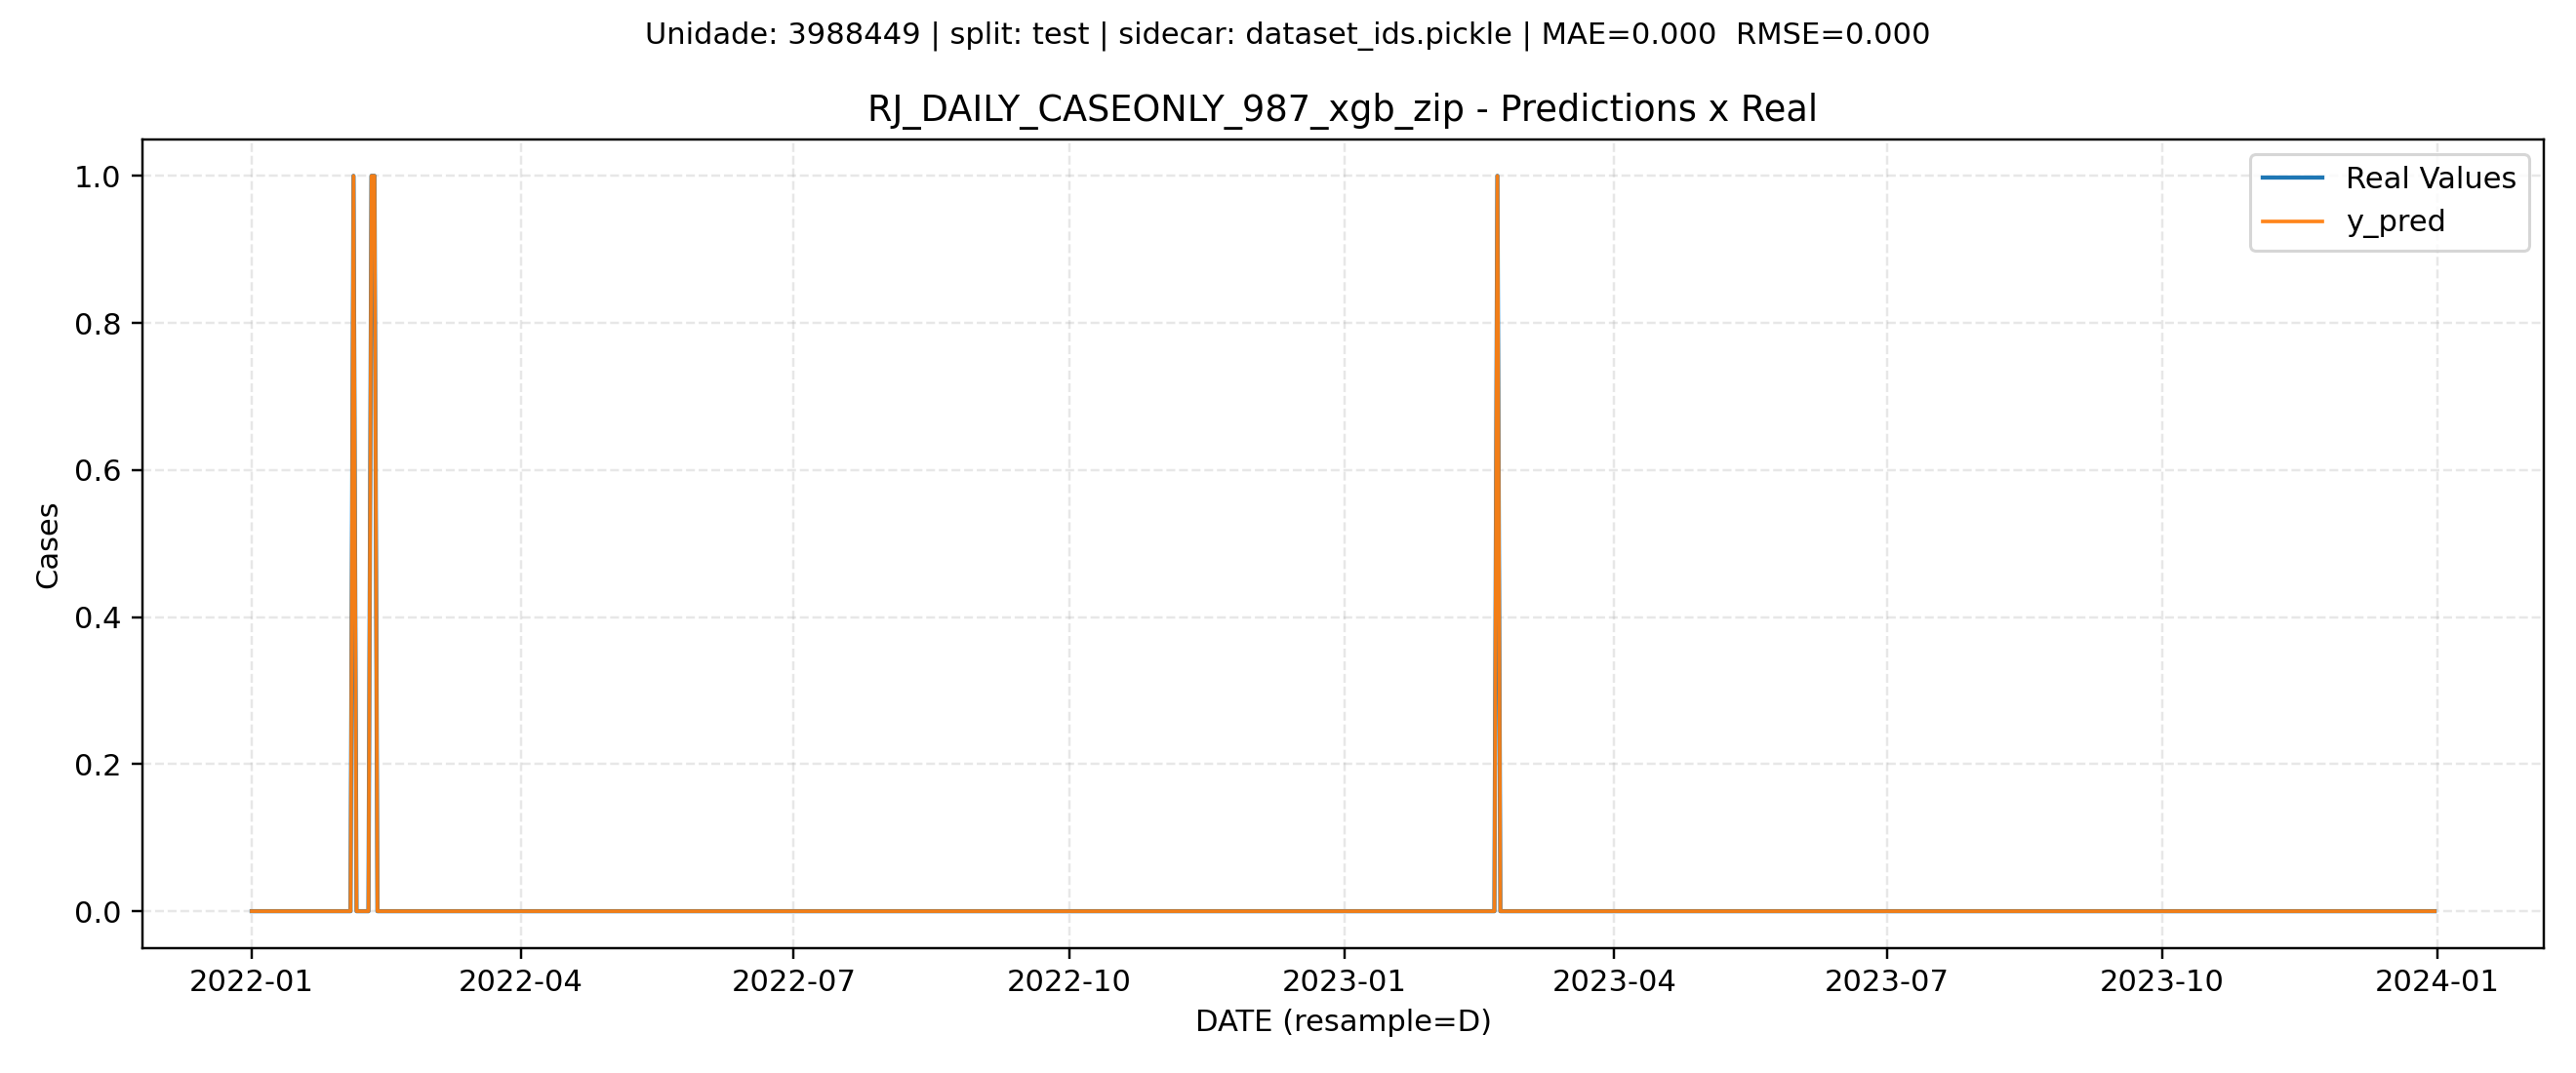 Unidade: 3988449 | split: test | sidecar: dataset_ids.pickle | MAE=0.000  RMSE=0.000
RJ_DAILY_CASEONLY_987_xgb_zip - Predictions x Real
Real Values
y_pred
Cases
1.0
0.8
0.6
0.4
0.2
0.0
2022-01 2022-04 2022-07 2022-10 2023-01 2023-04 2023-07 2023-10 2024-01
DATE (resample=D)